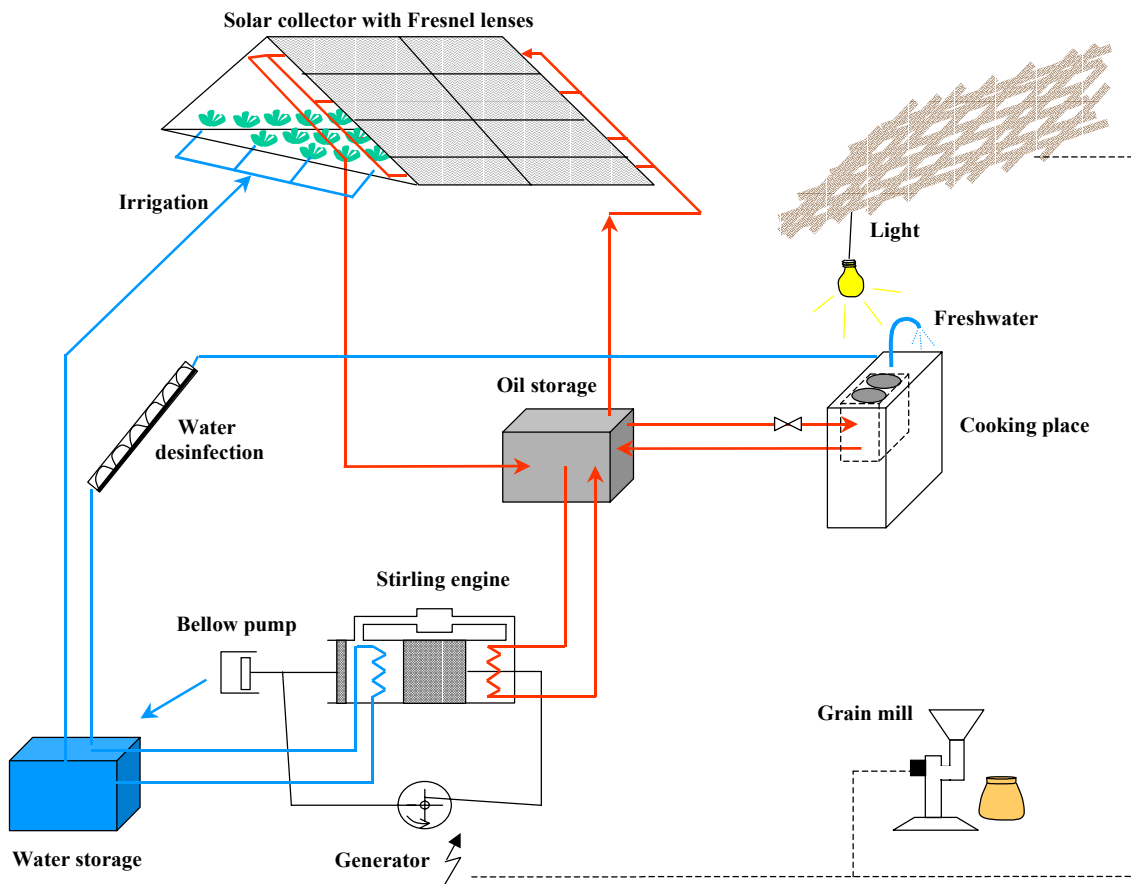 Solar collector with Fresnel lenses
Irrigation
Light
Freshwater
Oil storage
Water
desinfection
Cooking place
Stirling engine
Bellow pump
Grain mill
Water storage
Generator